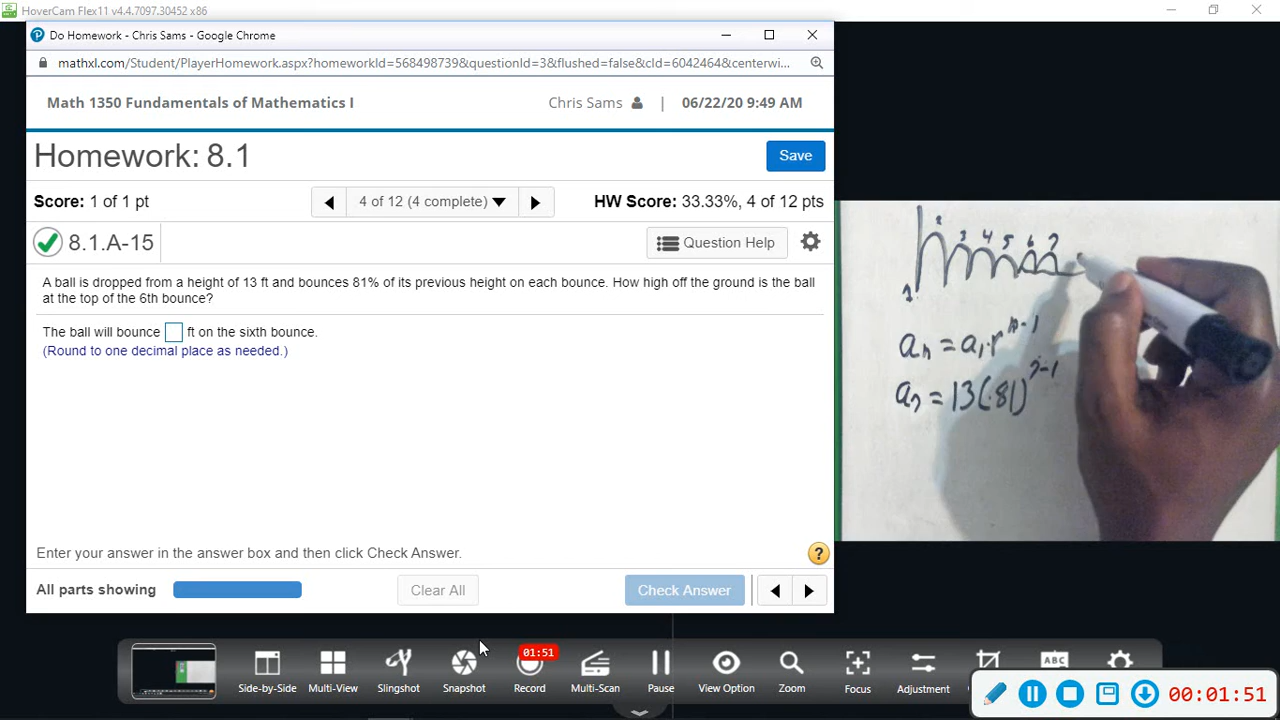 HoverCam Flex11 v4.4.7097.30452 x86
Do Homework - Chris Sams - Google Chrome
mathxl.com/Student/PlayerHomework.aspx?homeworkId=568498739&questionId=3&flushed=false&cId=6042464&centerwi...
Math 1350 Fundamentals of Mathematics I
Chris Sams | 06/22/20 9:49 AM
Homework: 8.1
Save
Score: 1 of 1 pt
4 of 12 (4 complete)
HW Score: 33.33%, 4 of 12 pts
8.1.A-15
Question Help
A ball is dropped from a height of 13 ft and bounces 81% of its previous height on each bounce. How high off the ground is the ball
at the top of the 6th bounce?
The ball will bounce ft on the sixth bounce.
(Round to one decimal place as needed.)
Enter your answer in the answer box and then click Check Answer.
?
All parts showing
Clear All
Check Answer
1 2 3 4 5 6 7
aₙ = a₁·r^(n-1)
a₇ = 13(.81)^(7-1)
01:51
ABC
Side-by-Side
Multi-View
Slingshot
Snapshot
Record
Multi-Scan
Pause
View Option
Zoom
Focus
Adjustment
00:01:51